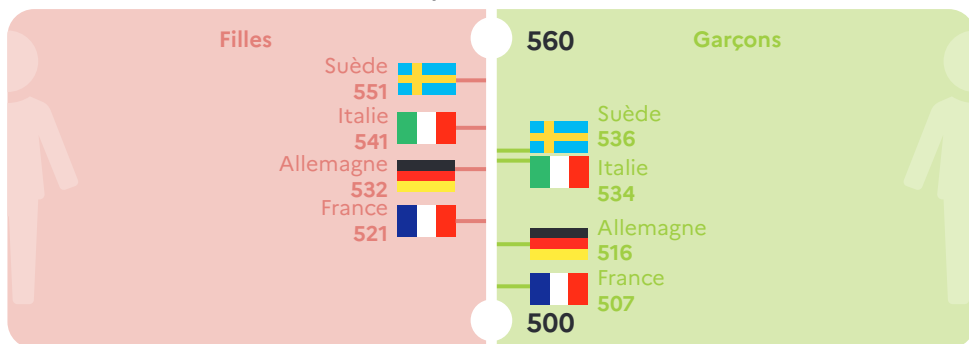 Filles
Suède
551
Italie
541
Allemagne
532
France
521
560
500
Garçons
Suède
536
Italie
534
Allemagne
516
France
507